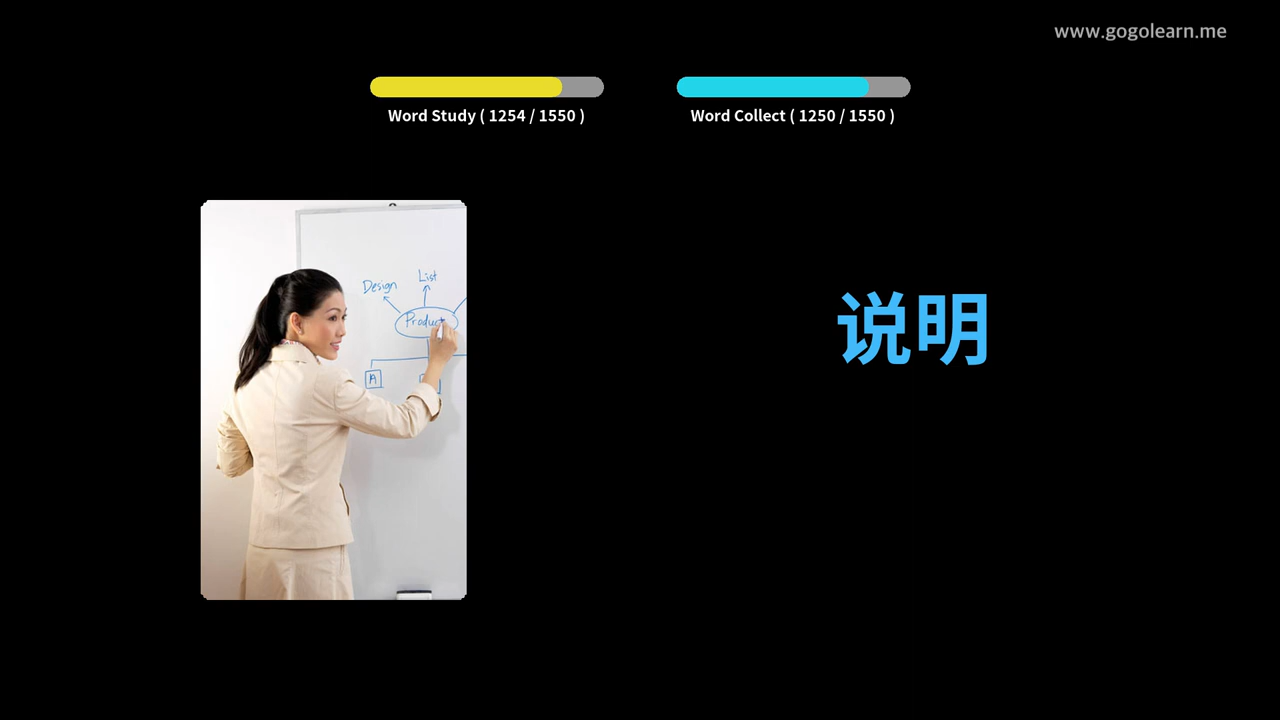 www.gogolearn.me
Word Study ( 1254 / 1550 )
Word Collect ( 1250 / 1550 )
List
Design
Product
A
说明